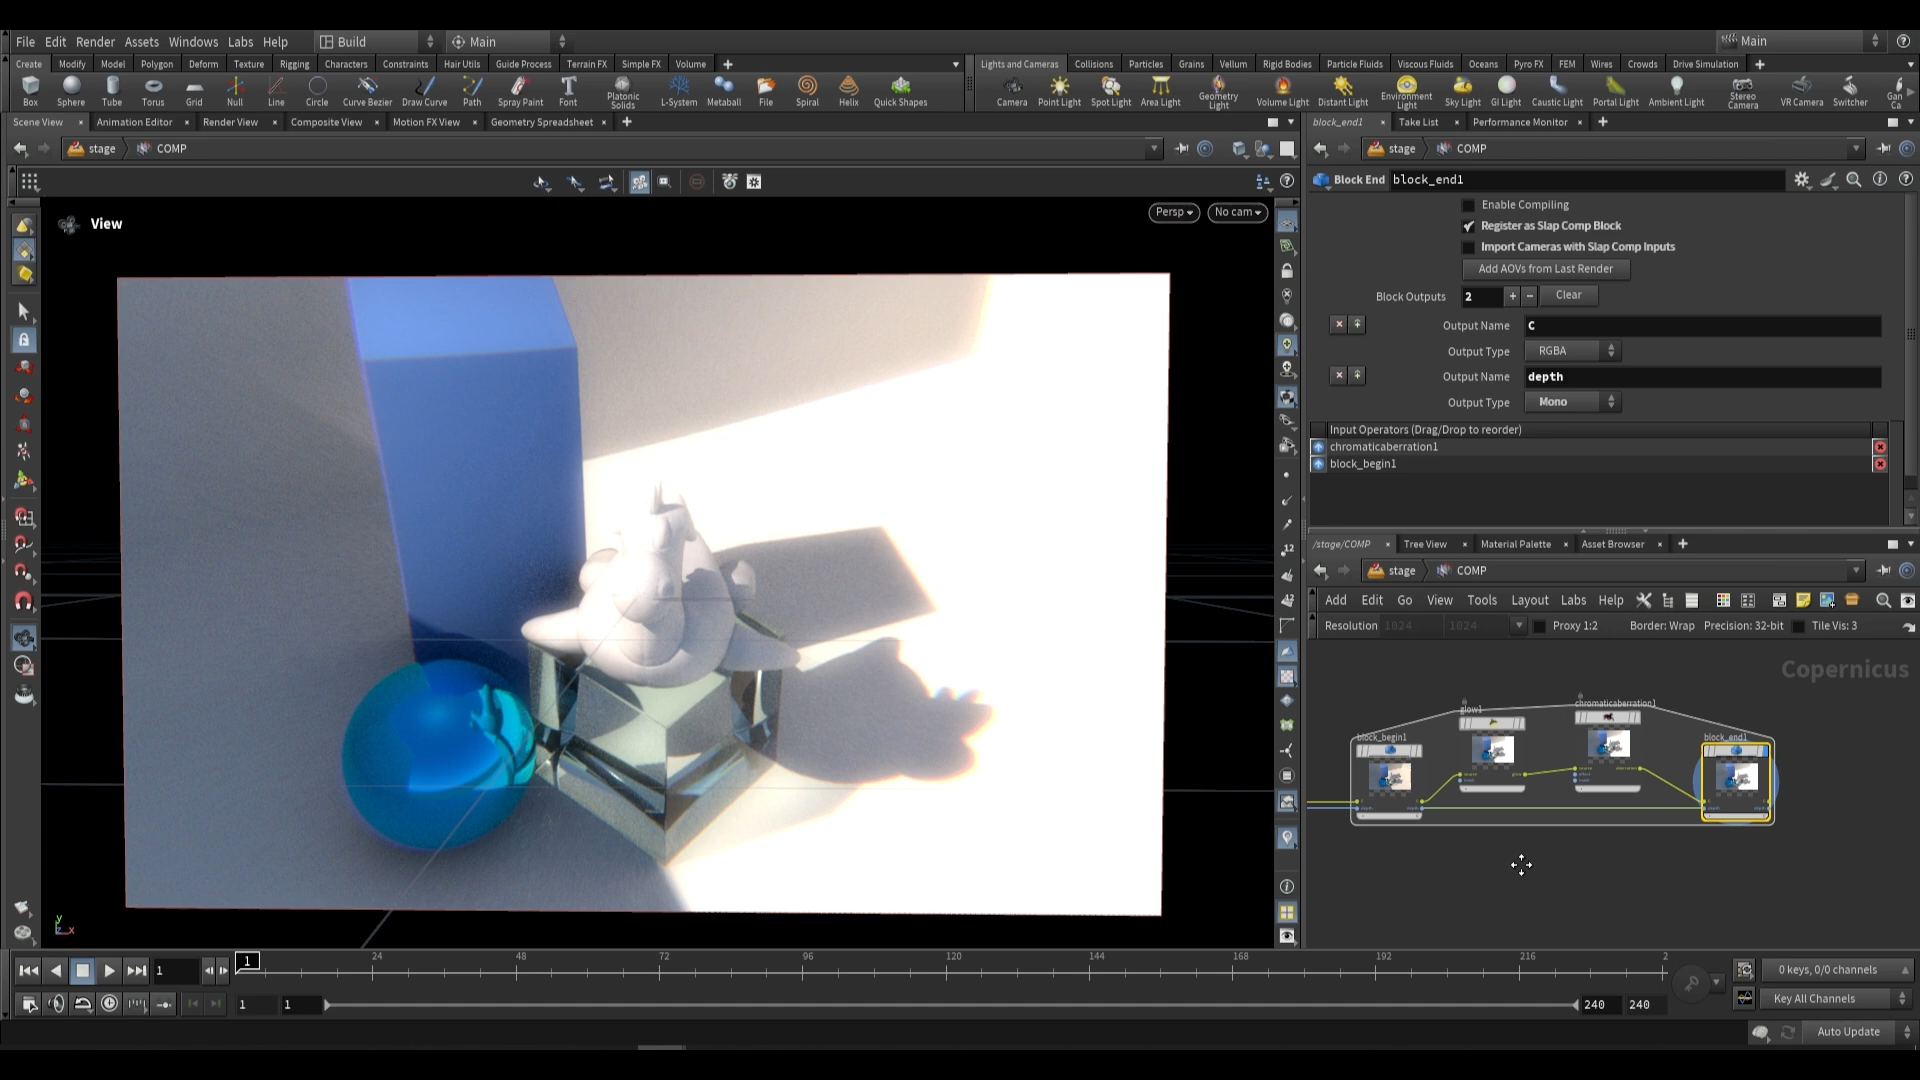 File Edit Render Assets Windows Labs Help Build Main Main
Create Modify Model Polygon Deform Texture Rigging Characters Constraints Hair Utils Guide Process Terrain FX Simple FX Volume
Lights and Cameras Collisions Particles Grains Vellum Rigid Bodies Particle Fluids Viscous Fluids Oceans Pyro FX FEM Wires Crowds Drive Simulation
Box Sphere Tube Torus Grid Null Line Circle Curve Bezier Draw Curve Path Spray Paint Font Platonic Solids L-System Metaball File Spiral Helix Quick Shapes
Camera Point Light Spot Light Area Light Geometry Light Volume Light Distant Light Environment Light Sky Light GI Light Caustic Light Portal Light Ambient Light Stereo Camera VR Camera Switcher Gan Ca
Scene View Animation Editor Render View Composite View Motion FX View Geometry Spreadsheet
block_end1 Take List Performance Monitor
stage COMP
stage COMP
Block End block_end1
View
Persp No cam
Enable Compiling
Register as Slap Comp Block
Import Cameras with Slap Comp Inputs
Add AOVs from Last Render
Block Outputs 2 + − Clear
Output Name C
Output Type RGBA
Output Name depth
Output Type Mono
Input Operators (Drag/Drop to reorder)
chromaticaberration1
block_begin1
/stage/COMP Tree View Material Palette Asset Browser
stage COMP
Add Edit Go View Tools Layout Labs Help
Resolution 1024 1024 Proxy 1:2 Border: Wrap Precision: 32-bit Tile Vis: 3
Copernicus
chromaticaberration1
glow1
block_begin1 block_end1
12
y
z x
1 1 24 48 72 96 120 144 168 192 216 2
0 keys, 0/0 channels
1 1 240 240
Key All Channels
Auto Update